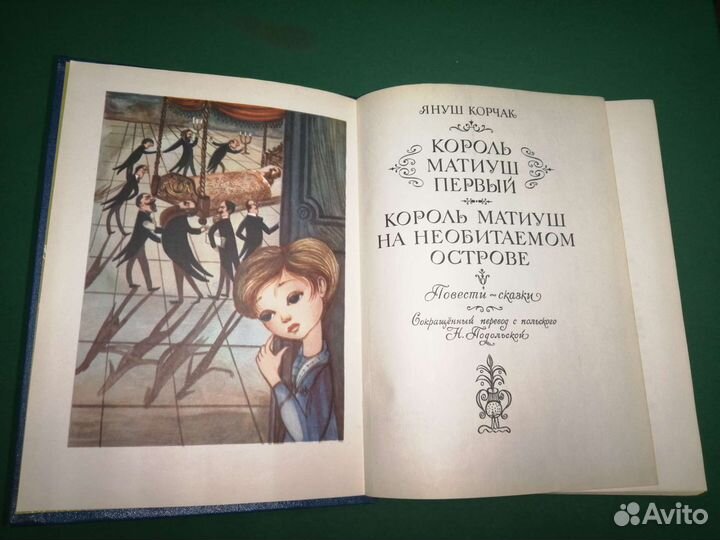 ЯНУШ КОРЧАК
КОРОЛЬ
МАТИУШ
ПЕРВЫЙ
КОРОЛЬ МАТИУШ
НА НЕОБИТАЕМОМ
ОСТРОВЕ
Повести-сказки
Сокращённый перевод с польского
Н. Подольской
Avito